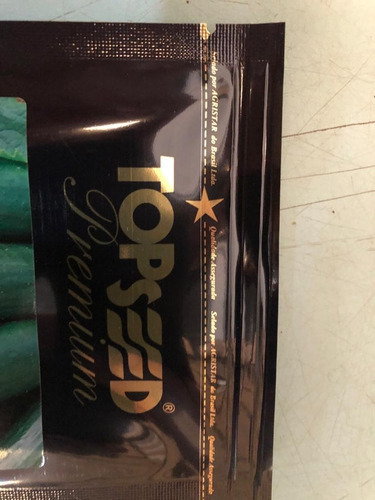 Selado por AGRISTAR do Brasil Ltda. Qualidade Assegurada Selado por AGRISTAR do Brasil Ltda. Qualidade Assegurada
TOPSEED®
Premium